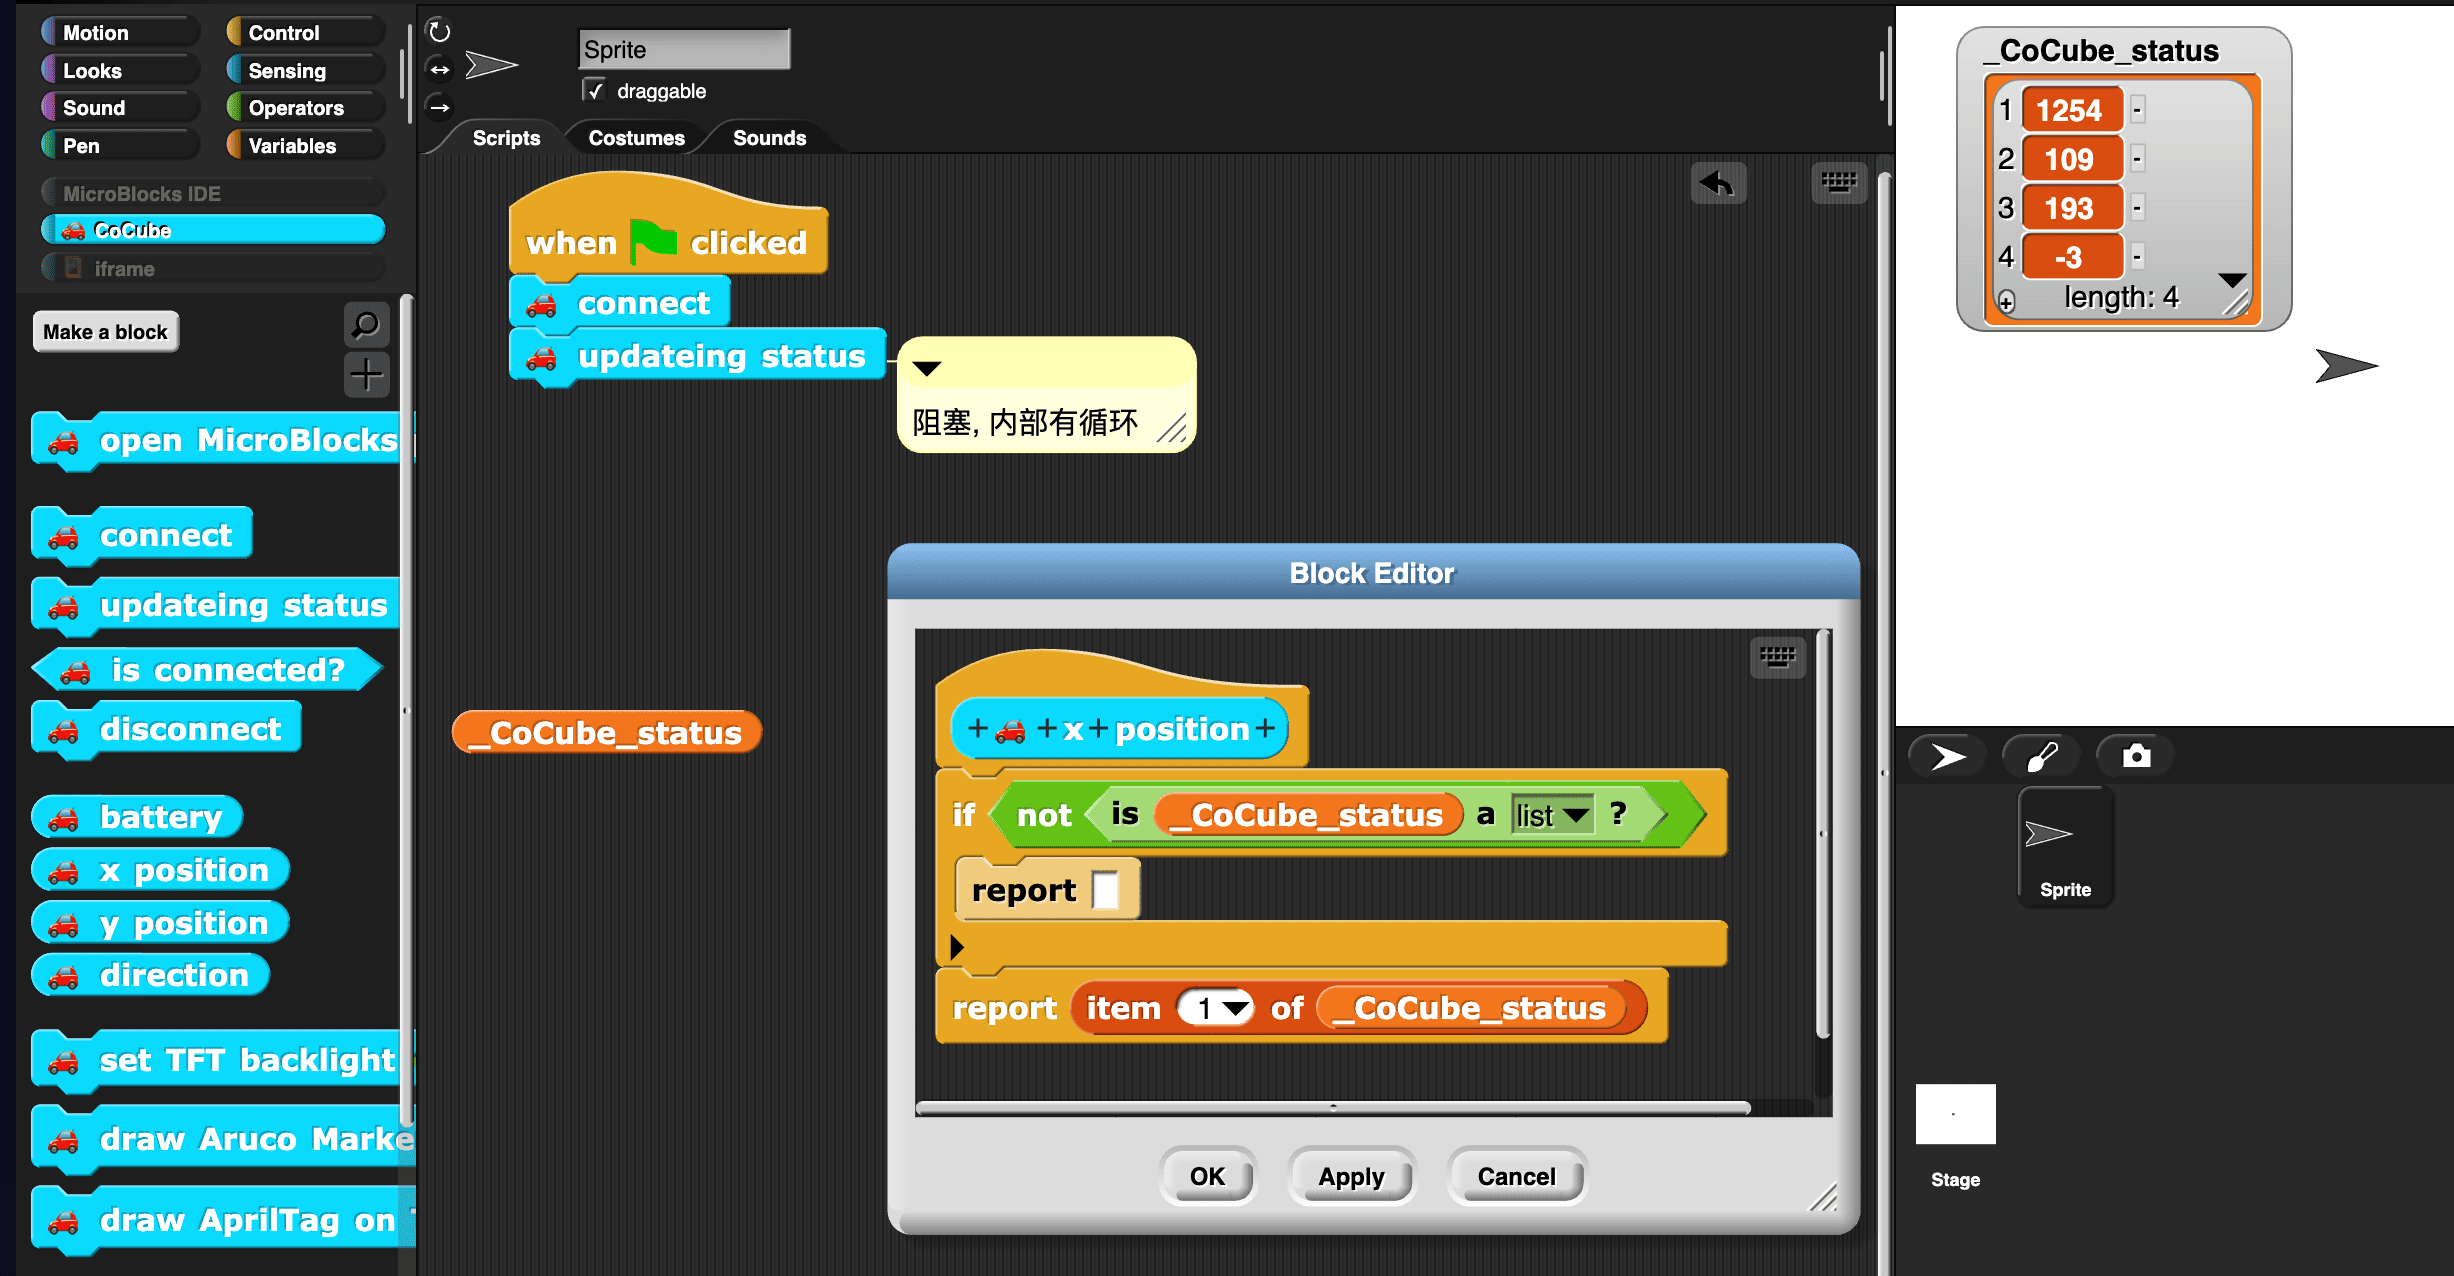 Motion
Control
Looks
Sensing
Sound
Operators
Pen
Variables
MicroBlocks IDE
CoCube
iframe
Make a block
open MicroBlocks
connect
updateing status
is connected?
disconnect
battery
x position
y position
direction
set TFT backlight
draw Aruco Marke
draw AprilTag on
Sprite
draggable
Scripts
Costumes
Sounds
when clicked
connect
updateing status
阻塞, 内部有循环
_CoCube_status
Block Editor
+ + x + position +
if not is _CoCube_status a list ?
report
report item 1 of _CoCube_status
OK
Apply
Cancel
_CoCube_status
1 1254 -
2 109 -
3 193 -
4 -3 -
+ length: 4
Sprite
Stage